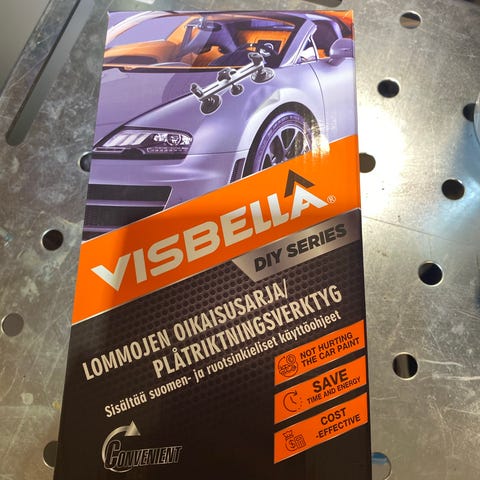 VISBELLA®
DIY SERIES
LOMMOJEN OIKAISUSARJA/
PLÅTRIKTNINGSVERKTYG
Sisältää suomen- ja ruotsinkieliset käyttöohjeet
NOT HURTING
THE CAR PAINT
SAVE
TIME AND ENERGY
COST
-EFFECTIVE
CONVENIENT